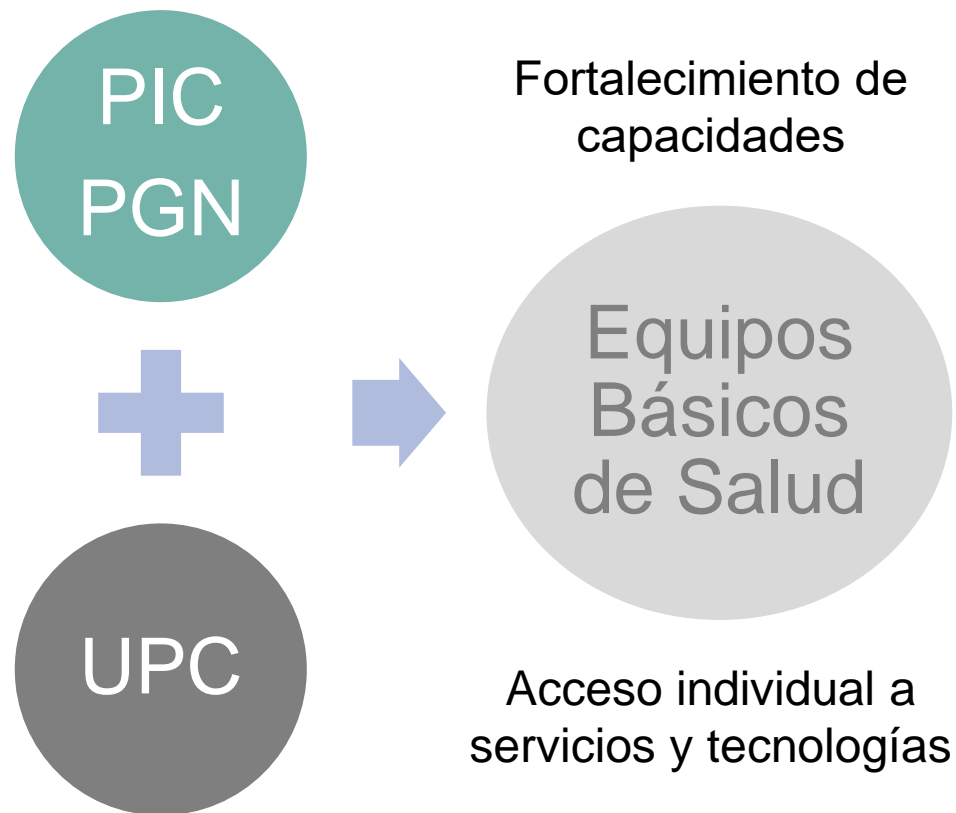 PIC
PGN
UPC
Fortalecimiento de
capacidades
Equipos
Básicos
de Salud
Acceso individual a
servicios y tecnologías